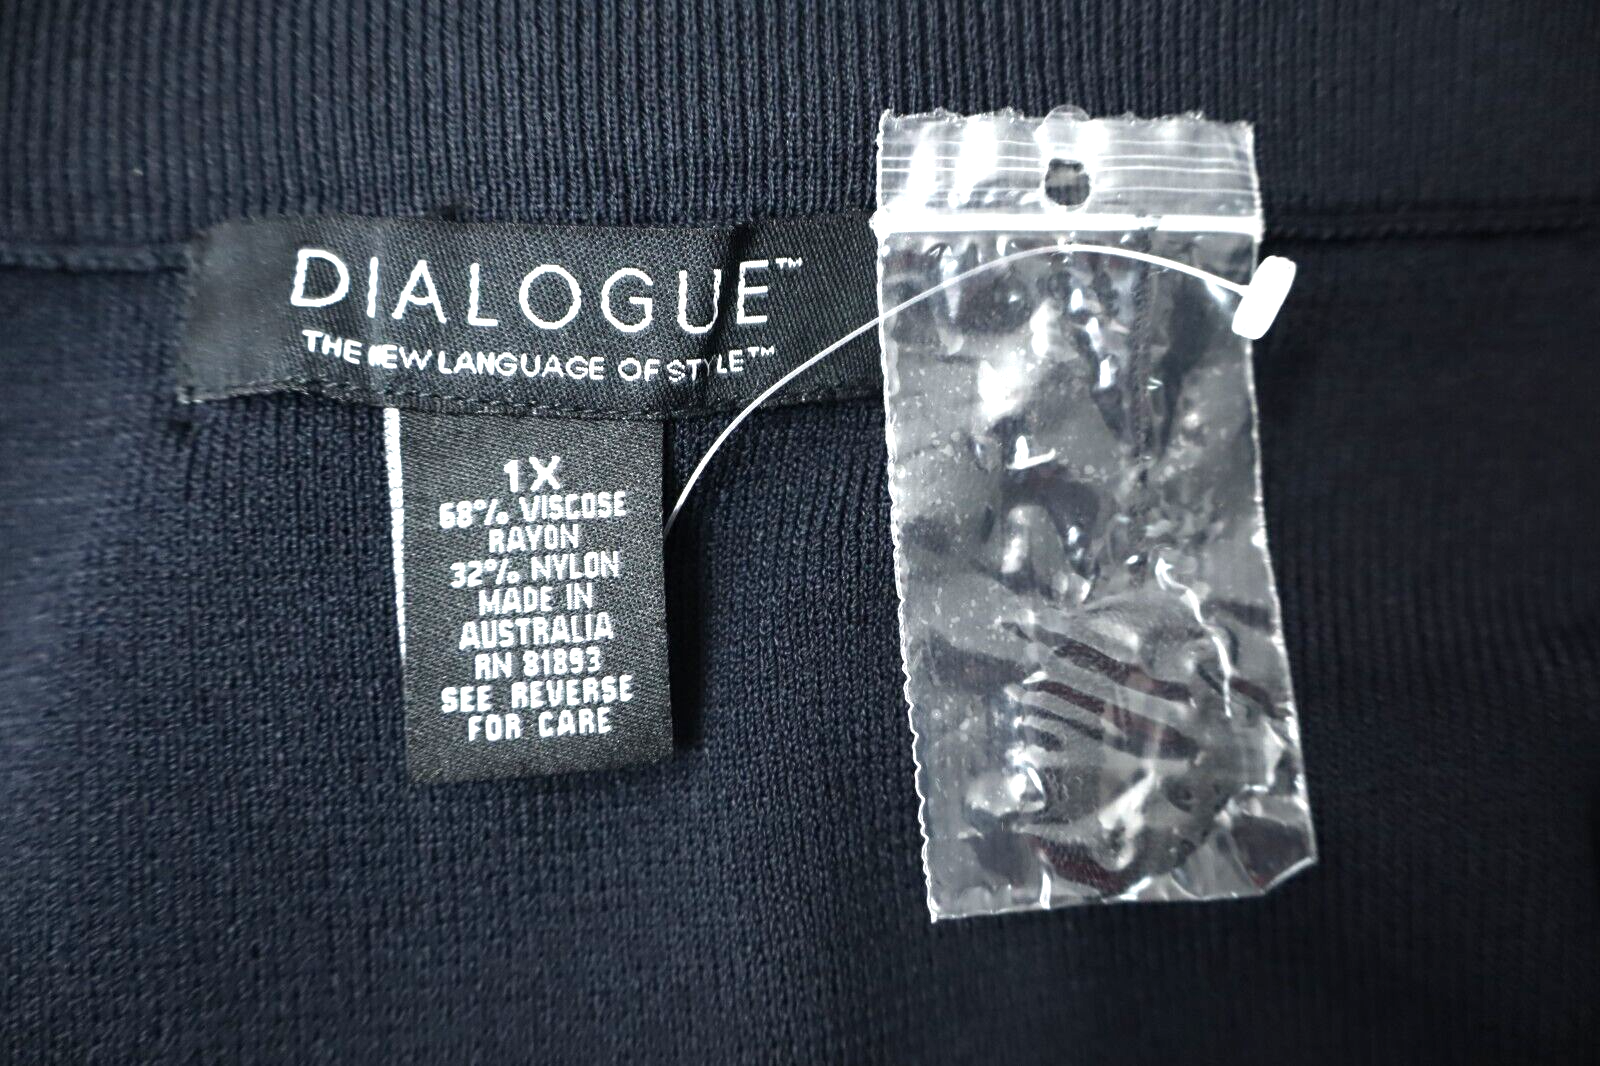 DIALOGUE™
THE NEW LANGUAGE OF STYLE™
1X
68% VISCOSE
RAYON
32% NYLON
MADE IN
AUSTRALIA
RN 81893
SEE REVERSE
FOR CARE